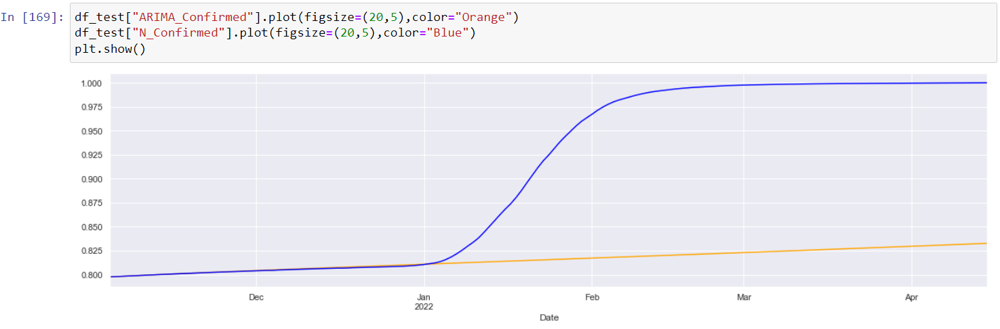 In [169]: df_test["ARIMA_Confirmed"].plot(figsize=(20,5),color="Orange")
df_test["N_Confirmed"].plot(figsize=(20,5),color="Blue")
plt.show()
1.000
0.975
0.950
0.925
0.900
0.875
0.850
0.825
0.800
Dec Jan Feb Mar Apr
2022
Date